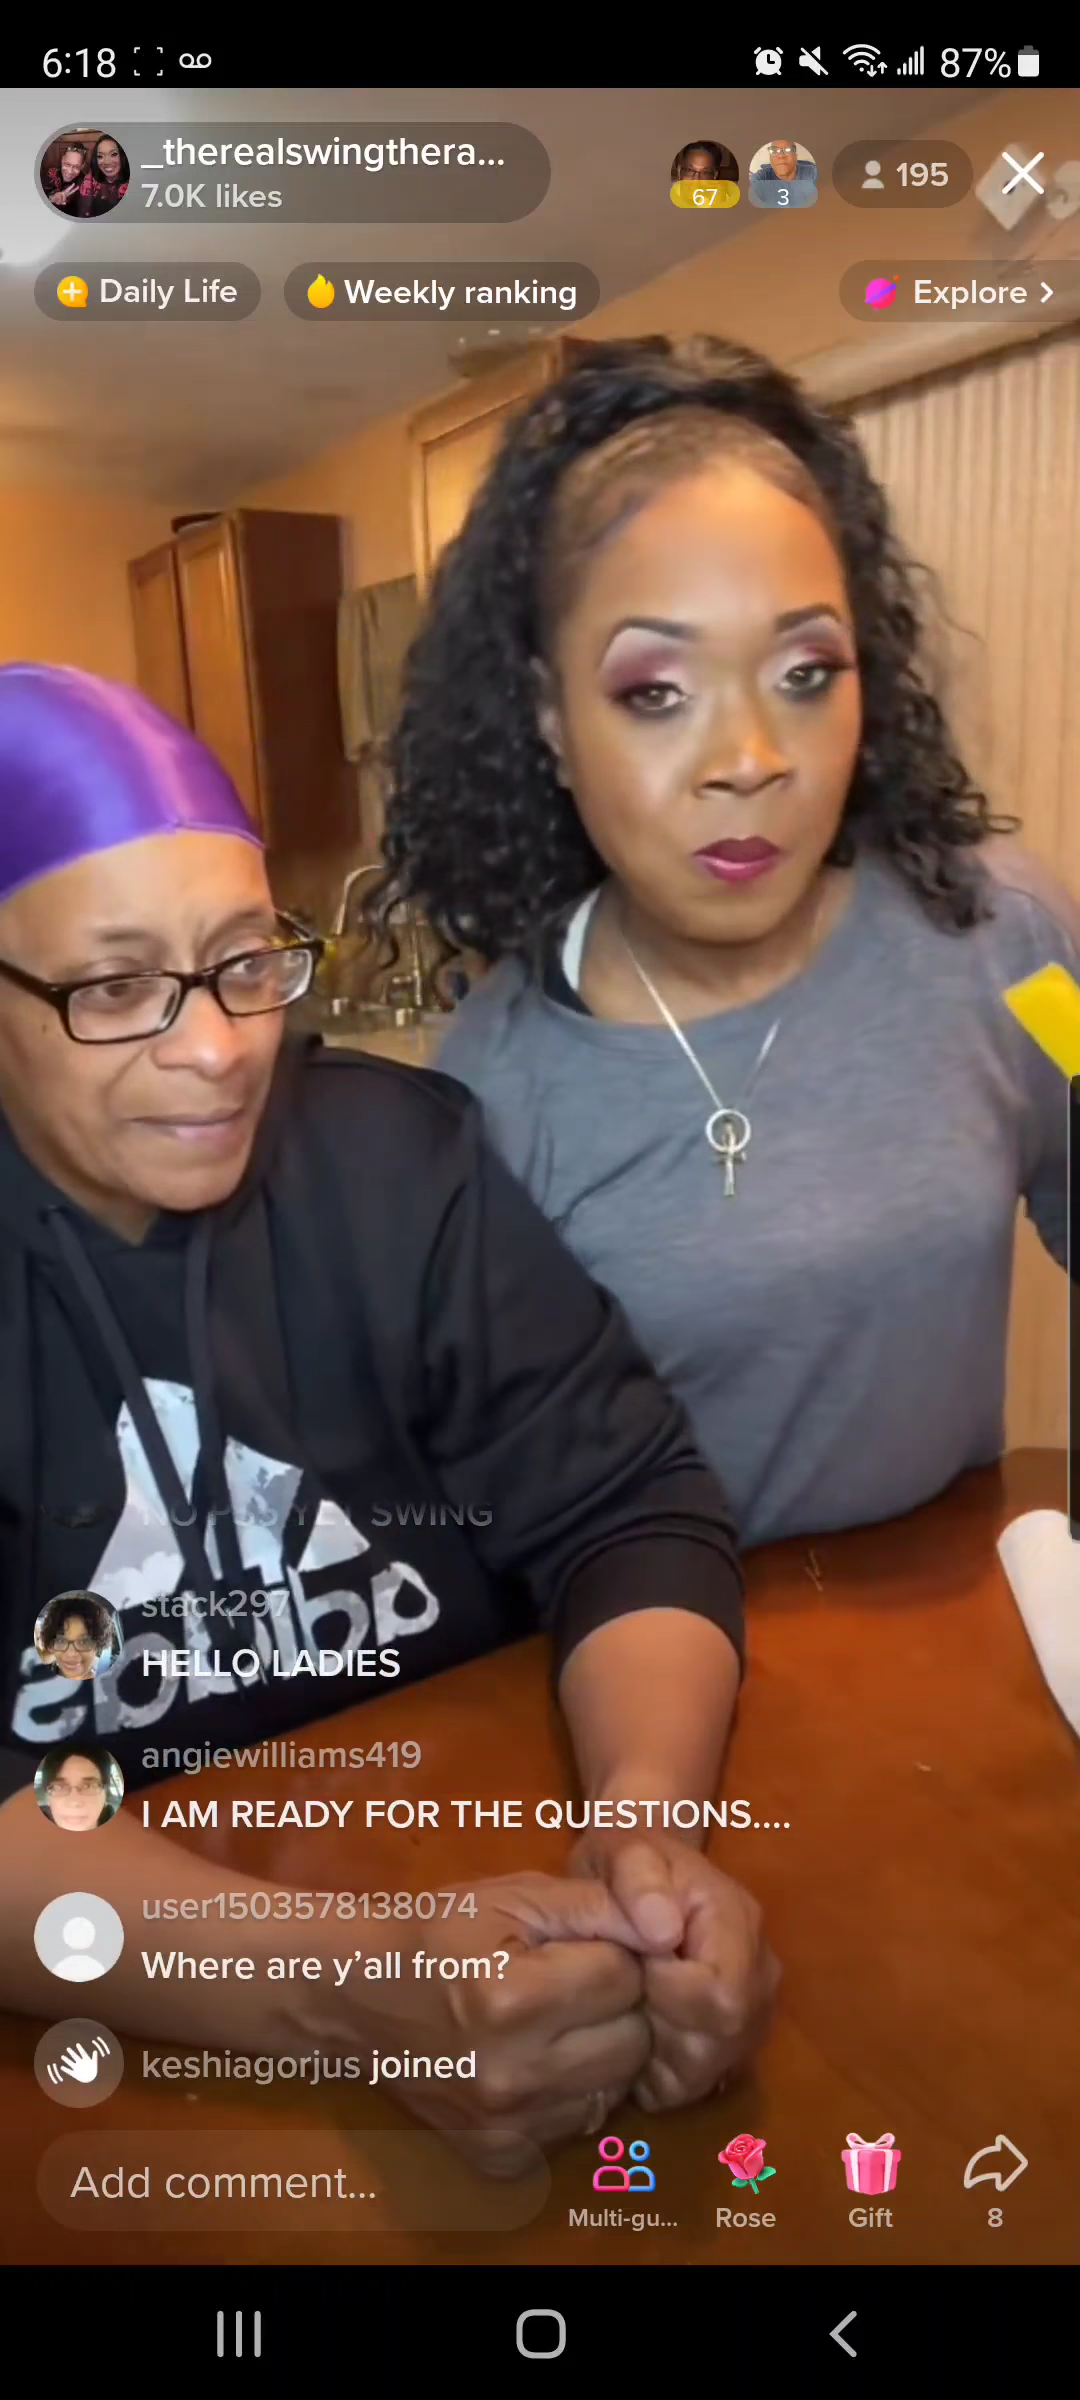 6:18
87%
_therealswingthera...
7.0K likes
67
3
195
Daily Life
Weekly ranking
Explore >
SWING
stack297
HELLO LADIES
adidas
angiewilliams419
I AM READY FOR THE QUESTIONS....
user1503578138074
Where are y'all from?
keshiagorjus joined
Add comment...
Multi-gu...
Rose
Gift
8